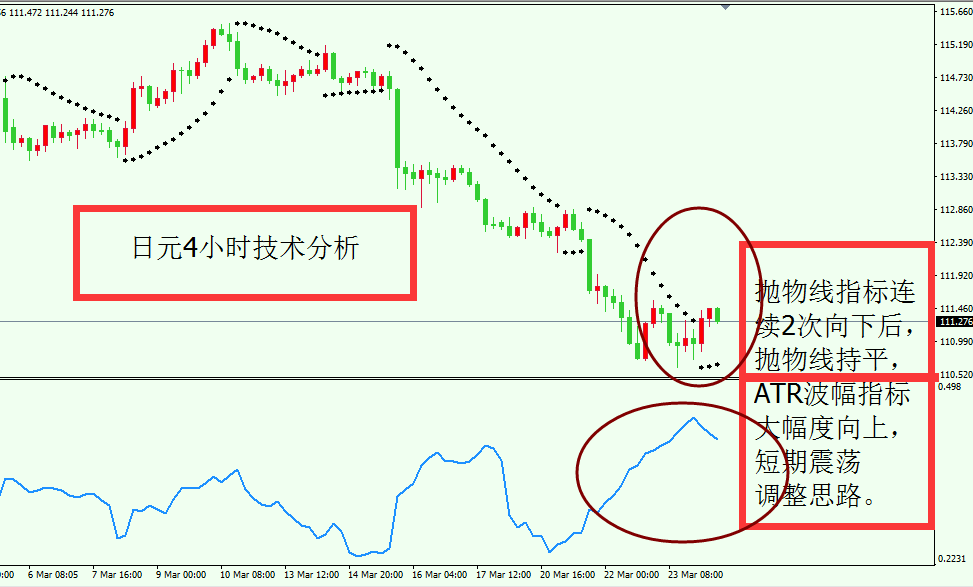 111.472 111.244 111.276
115.660
115.190
114.730
114.260
113.790
113.330
112.860
112.390
111.920
111.460
111.276
110.990
110.520
日元4小时技术分析
抛物线指标连
续2次向下后，
抛物线持平，
ATR波幅指标
大幅度向上，
短期震荡
调整思路。
0.498
0.2231
6 Mar 08:05
7 Mar 16:00
9 Mar 00:00
10 Mar 08:00
13 Mar 12:00
14 Mar 20:00
16 Mar 04:00
17 Mar 12:00
20 Mar 16:00
22 Mar 00:00
23 Mar 08:00